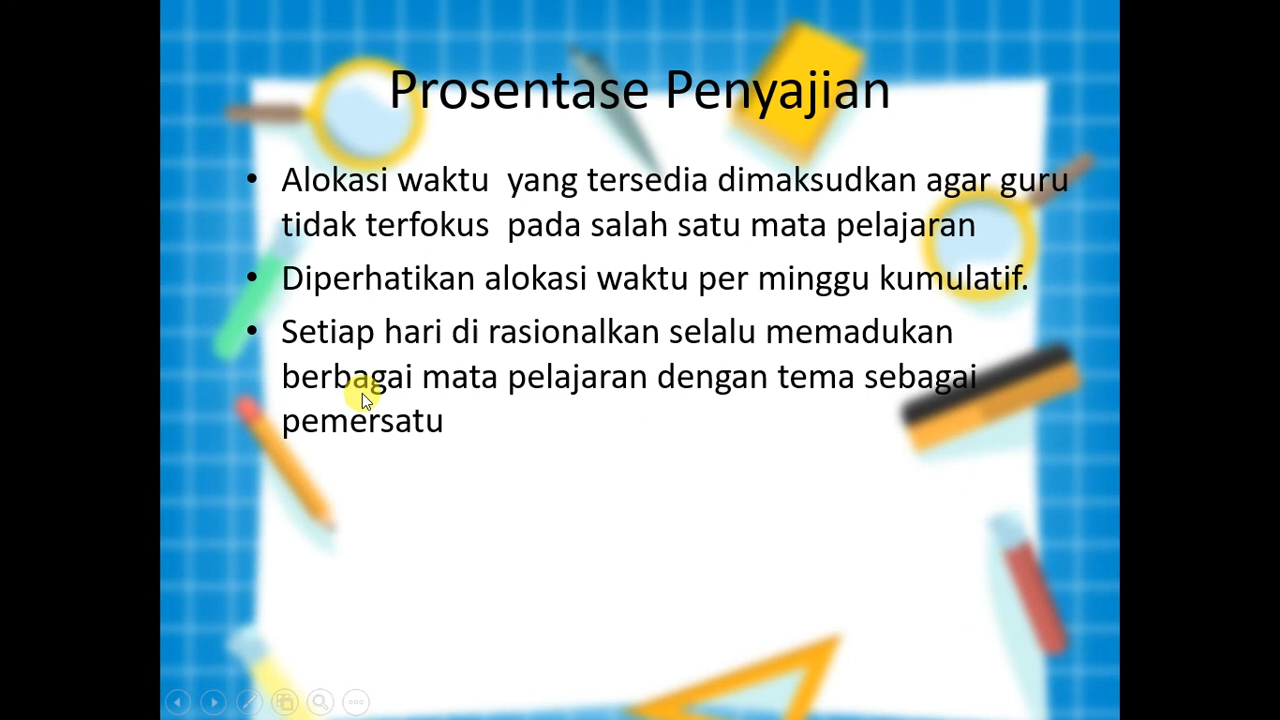 Prosentase Penyajian
• Alokasi waktu  yang tersedia dimaksudkan agar guru
tidak terfokus  pada salah satu mata pelajaran
• Diperhatikan alokasi waktu per minggu kumulatif.
• Setiap hari di rasionalkan selalu memadukan
berbagai mata pelajaran dengan tema sebagai
pemersatu